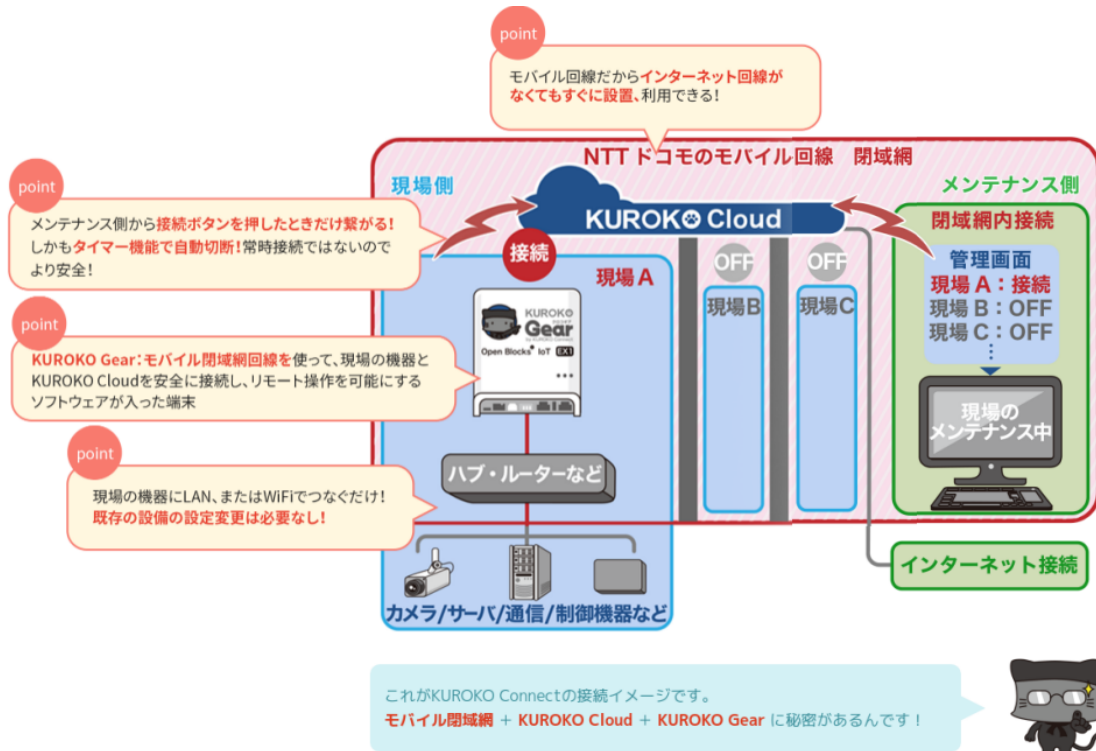 point
モバイル回線だからインターネット回線が
なくてもすぐに設置、利用できる！
NTTドコモのモバイル回線 閉域網
現場側
メンテナンス側
point
メンテナンス側から接続ボタンを押したときだけ繋がる！
しかもタイマー機能で自動切断！常時接続ではないので
より安全！
KUROKO Cloud
接続
現場A
OFF
現場B
OFF
現場C
閉域網内接続
管理画面
現場A：接続
現場B：OFF
現場C：OFF
⋮
現場の
メンテナンス中
point
KUROKO Gear：モバイル閉域網回線を使って、現場の機器と
KUROKO Cloudを安全に接続し、リモート操作を可能にする
ソフトウェアが入った端末
KUROKO
Gear
Open Blocks IoT EX1
point
現場の機器にLAN、またはWiFiでつなぐだけ！
既存の設備の設定変更は必要なし！
ハブ・ルーターなど
カメラ/サーバ/通信/制御機器など
インターネット接続
これがKUROKO Connectの接続イメージです。
モバイル閉域網 + KUROKO Cloud + KUROKO Gear に秘密があるんです！